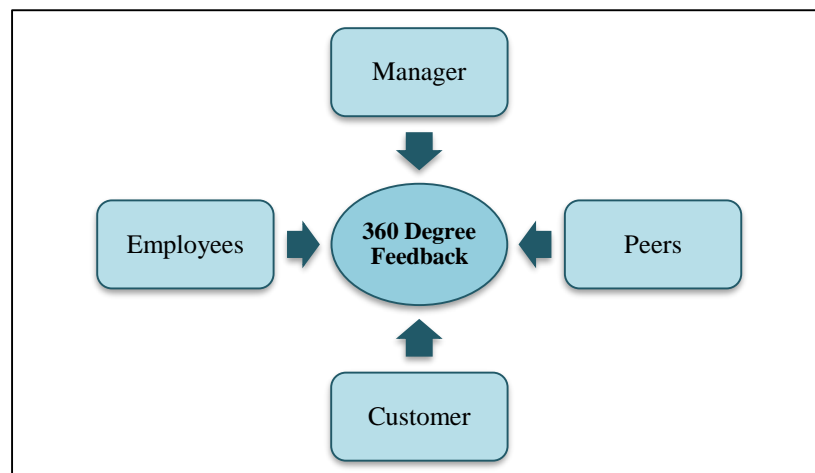 Manager
Employees
360 Degree
Feedback
Peers
Customer